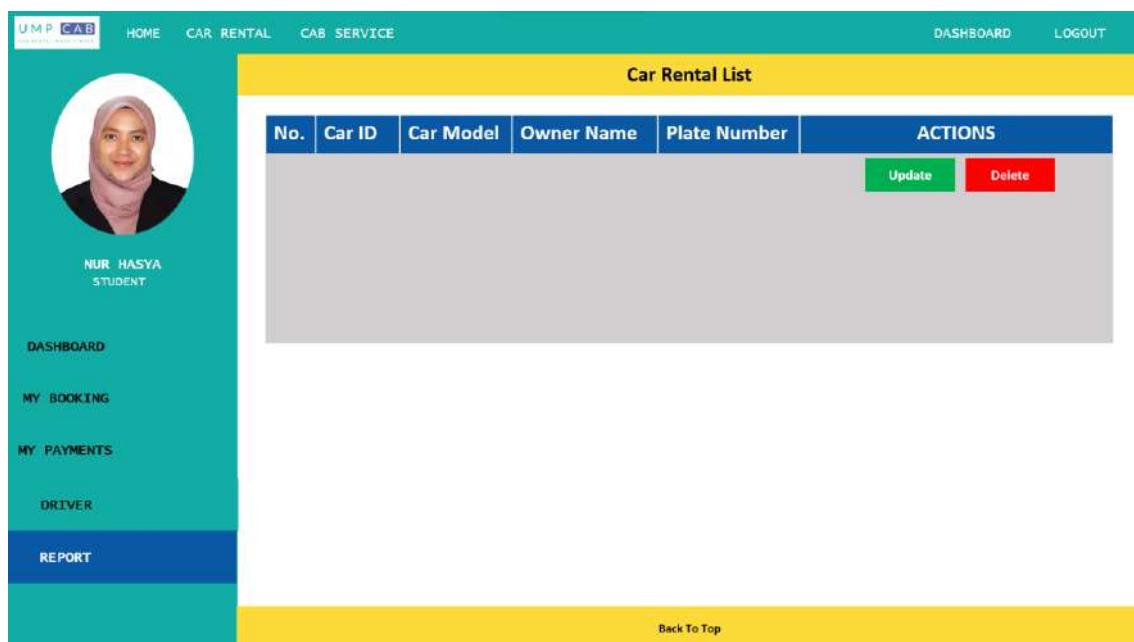 UMP CAB
HOME CAR RENTAL CAB SERVICE DASHBOARD LOGOUT
Car Rental List
No. Car ID Car Model Owner Name Plate Number ACTIONS
Update Delete
NUR HASYA
STUDENT
DASHBOARD
MY BOOKING
MY PAYMENTS
DRIVER
REPORT
Back To Top